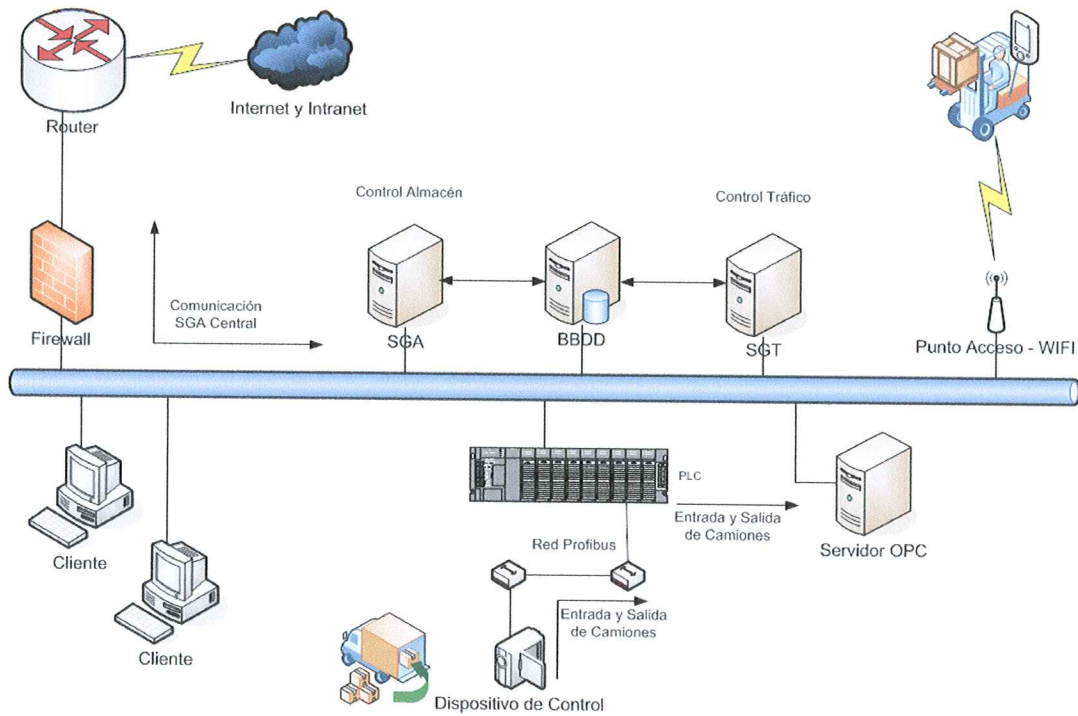 Router
Internet y Intranet
Control Almacén
Control Tráfico
Comunicación
SGA Central
Firewall
SGA
BBDD
SGT
Punto Acceso - WIFI
PLC
Entrada y Salida
de Camiones
Servidor OPC
Red Profibus
Cliente
Entrada y Salida
de Camiones
Cliente
Dispositivo de Control